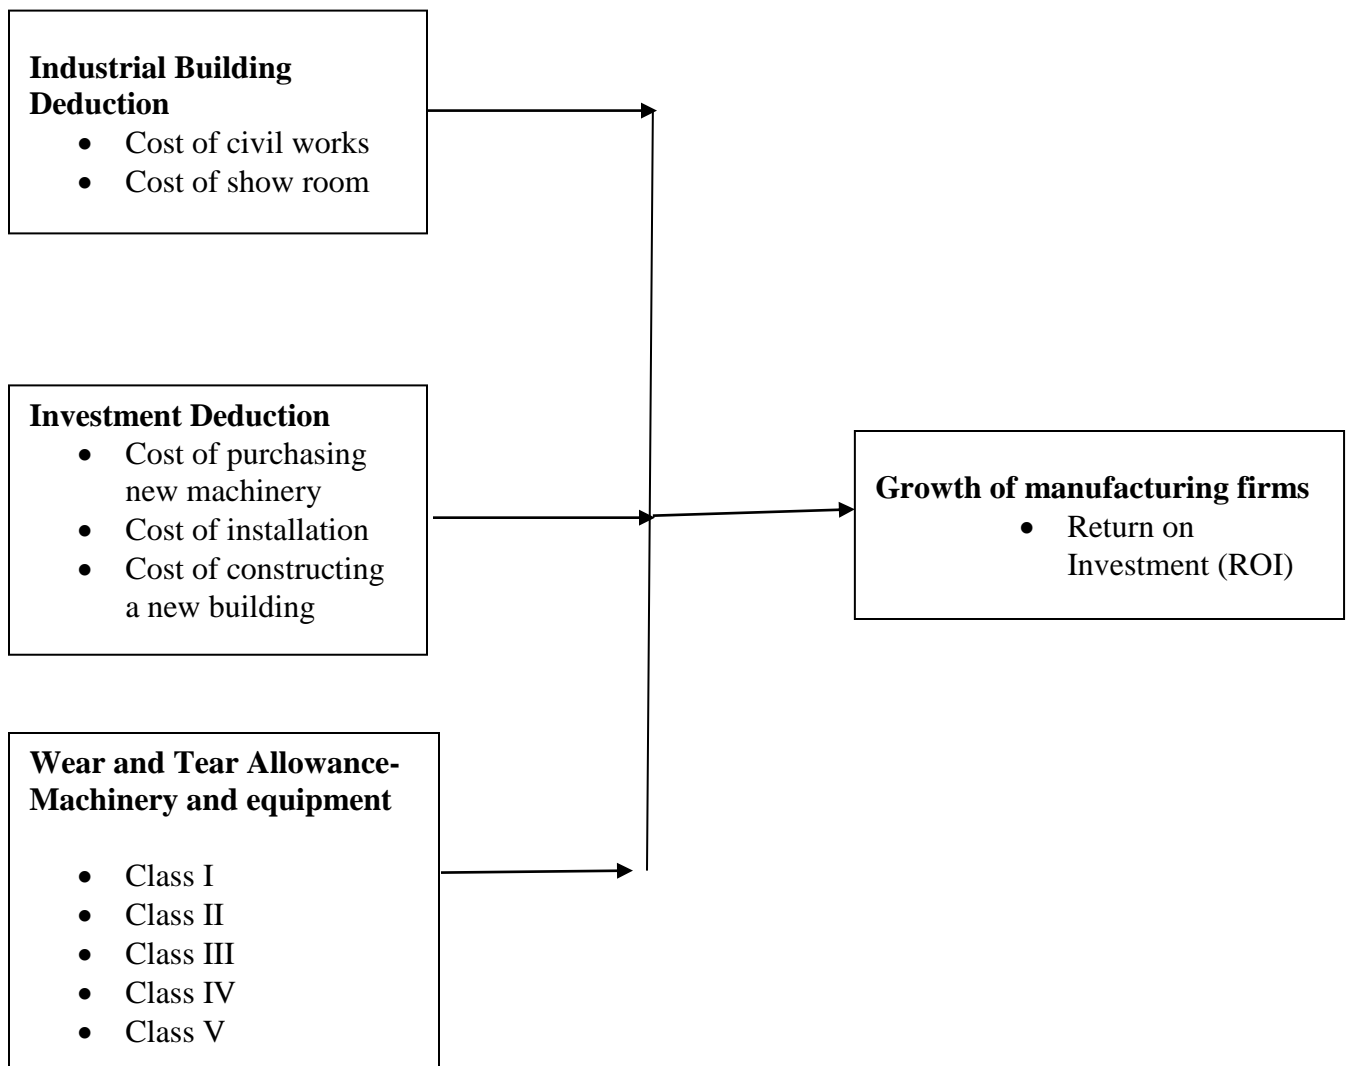 Industrial Building
Deduction
• Cost of civil works
• Cost of show room
Investment Deduction
• Cost of purchasing
new machinery
• Cost of installation
• Cost of constructing
a new building
Growth of manufacturing firms
• Return on
Investment (ROI)
Wear and Tear Allowance-
Machinery and equipment
• Class I
• Class II
• Class III
• Class IV
• Class V